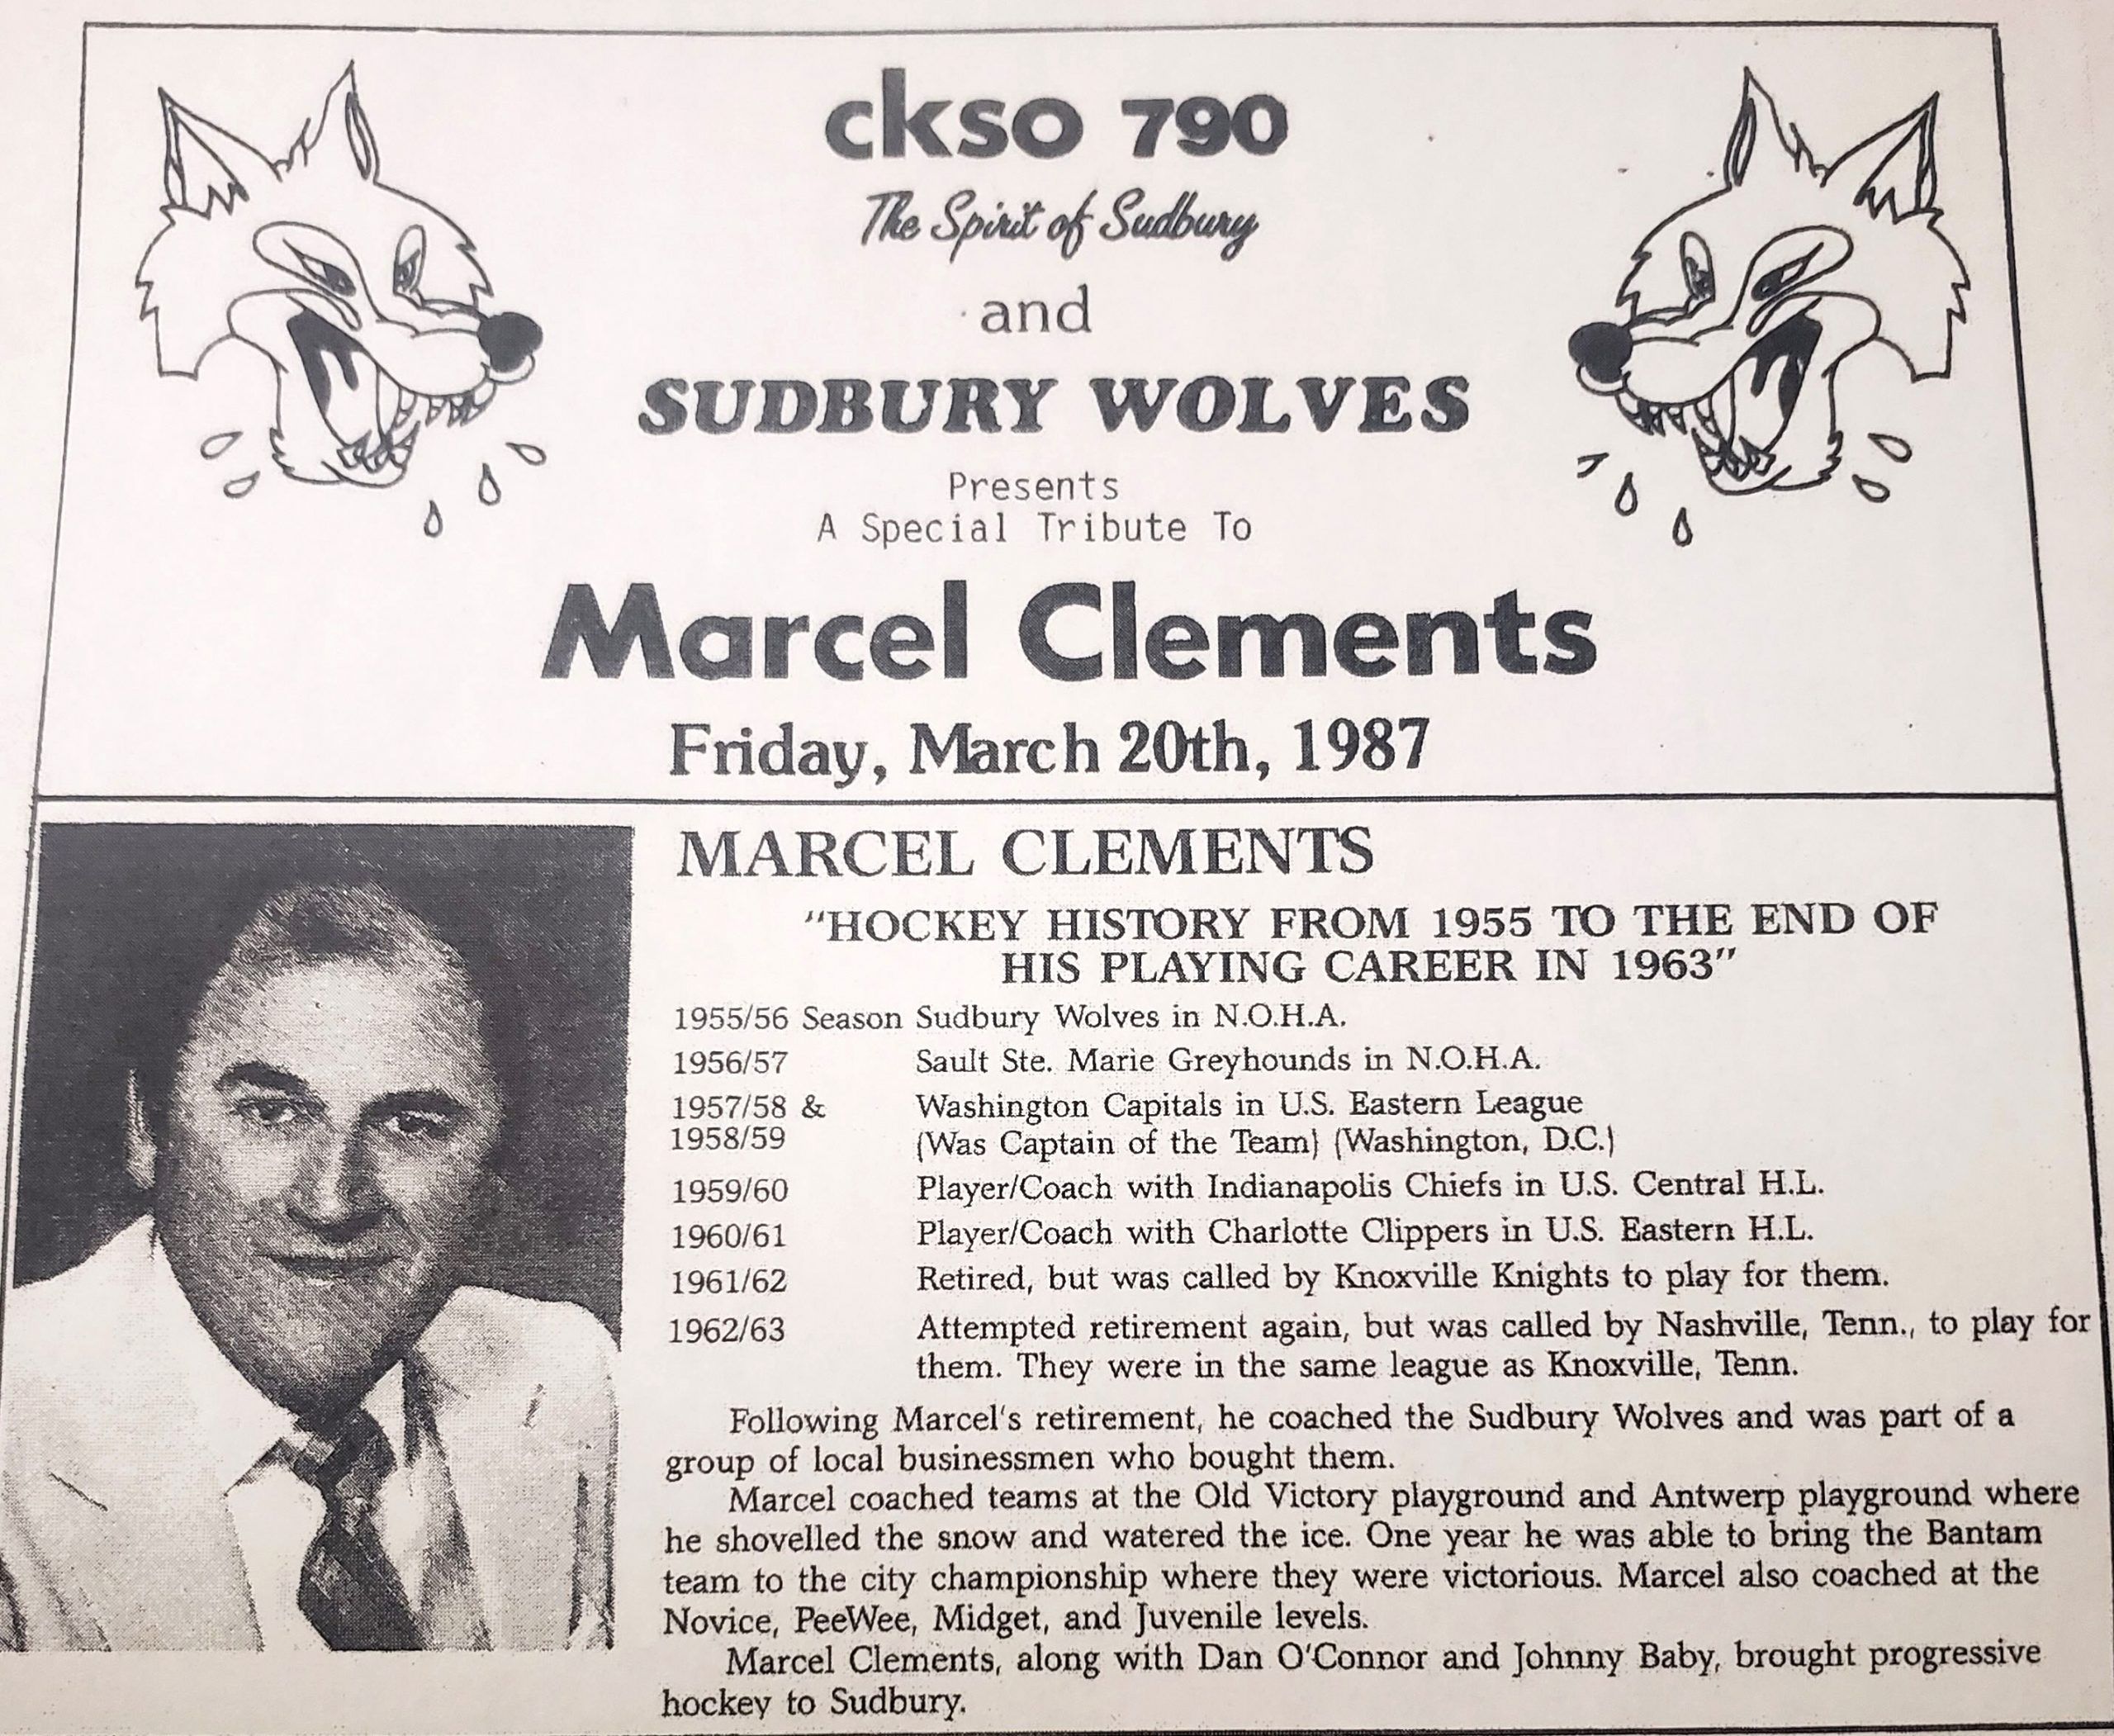 ckso 790
The Spirit of Sudbury
and
SUDBURY WOLVES
Presents
A Special Tribute To
Marcel Clements
Friday, March 20th, 1987
MARCEL CLEMENTS
"HOCKEY HISTORY FROM 1955 TO THE END OF
HIS PLAYING CAREER IN 1963"
1955/56 Season Sudbury Wolves in N.O.H.A.
1956/57 Sault Ste. Marie Greyhounds in N.O.H.A.
1957/58 & Washington Capitals in U.S. Eastern League
1958/59 (Was Captain of the Team) (Washington, D.C.)
1959/60 Player/Coach with Indianapolis Chiefs in U.S. Central H.L.
1960/61 Player/Coach with Charlotte Clippers in U.S. Eastern H.L.
1961/62 Retired, but was called by Knoxville Knights to play for them.
1962/63 Attempted retirement again, but was called by Nashville, Tenn., to play for
them. They were in the same league as Knoxville, Tenn.
Following Marcel's retirement, he coached the Sudbury Wolves and was part of a
group of local businessmen who bought them.
Marcel coached teams at the Old Victory playground and Antwerp playground where
he shovelled the snow and watered the ice. One year he was able to bring the Bantam
team to the city championship where they were victorious. Marcel also coached at the
Novice, PeeWee, Midget, and Juvenile levels.
Marcel Clements, along with Dan O'Connor and Johnny Baby, brought progressive
hockey to Sudbury.